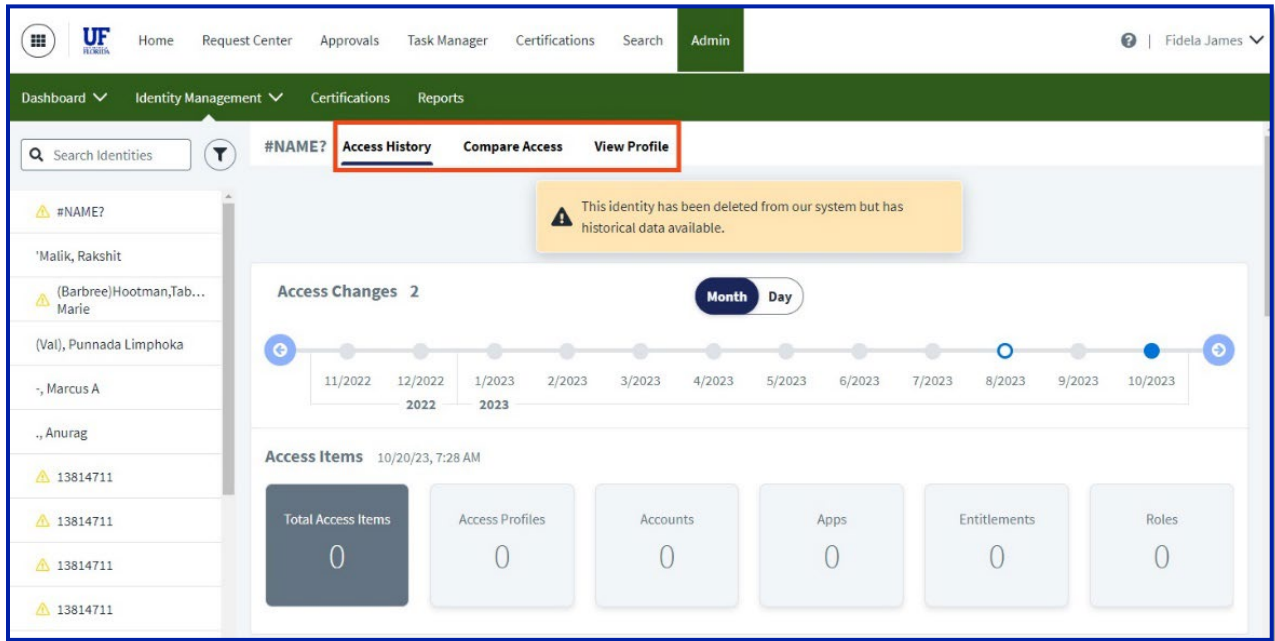 UF
FLORIDA
Home Request Center Approvals Task Manager Certifications Search Admin
? | Fidela James
Dashboard Identity Management Certifications Reports
Search Identities
#NAME? Access History Compare Access View Profile
#NAME?
'Malik, Rakshit
(Barbree)Hootman,Tab...
Marie
(Val), Punnada Limphoka
-, Marcus A
., Anurag
13814711
13814711
13814711
13814711
This identity has been deleted from our system but has
historical data available.
Access Changes 2
Month Day
11/2022 12/2022 1/2023 2/2023 3/2023 4/2023 5/2023 6/2023 7/2023 8/2023 9/2023 10/2023
2022 2023
Access Items 10/20/23, 7:28 AM
Total Access Items Access Profiles Accounts Apps Entitlements Roles
0 0 0 0 0 0